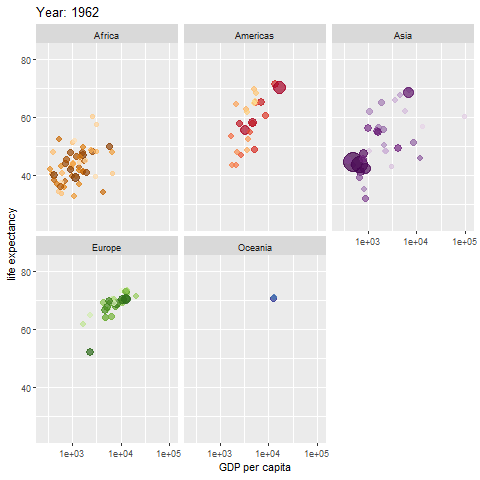 Year: 1962
Africa
Americas
Asia
80
60
40
1e+03 1e+04 1e+05
life expectancy
Europe
Oceania
80
60
40
1e+03 1e+04 1e+05
1e+03 1e+04 1e+05
GDP per capita